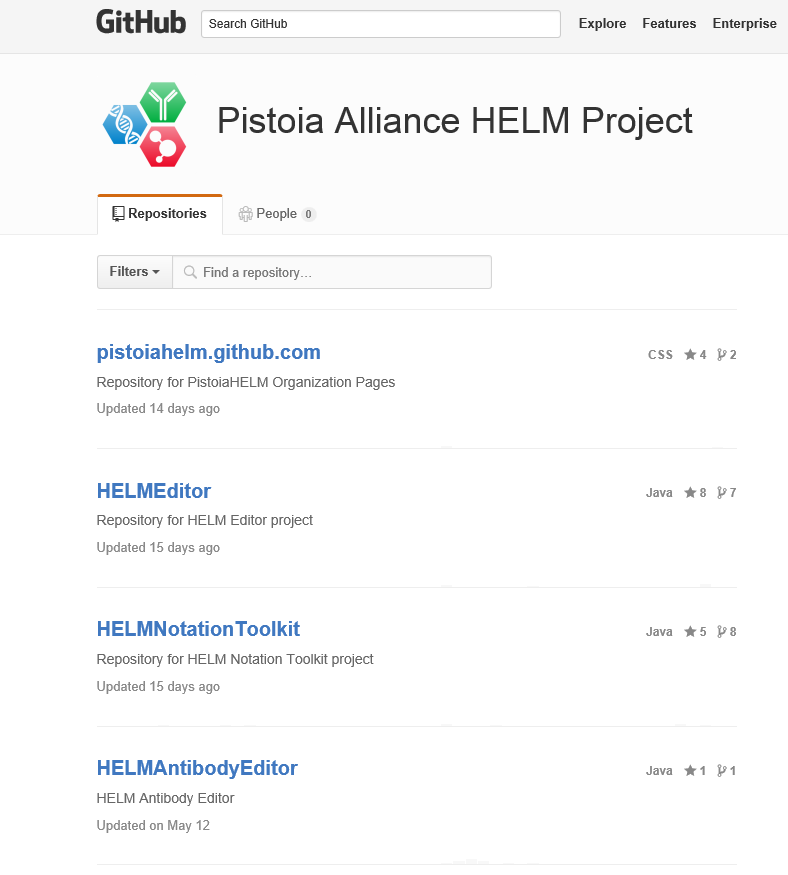 GitHub Search GitHub Explore Features Enterprise
Pistoia Alliance HELM Project
Repositories People 0
Filters Find a repository...
pistoiahelm.github.com CSS 4 2
Repository for PistoiaHELM Organization Pages
Updated 14 days ago
HELMEditor Java 8 7
Repository for HELM Editor project
Updated 15 days ago
HELMNotationToolkit Java 5 8
Repository for HELM Notation Toolkit project
Updated 15 days ago
HELMAntibodyEditor Java 1 1
HELM Antibody Editor
Updated on May 12